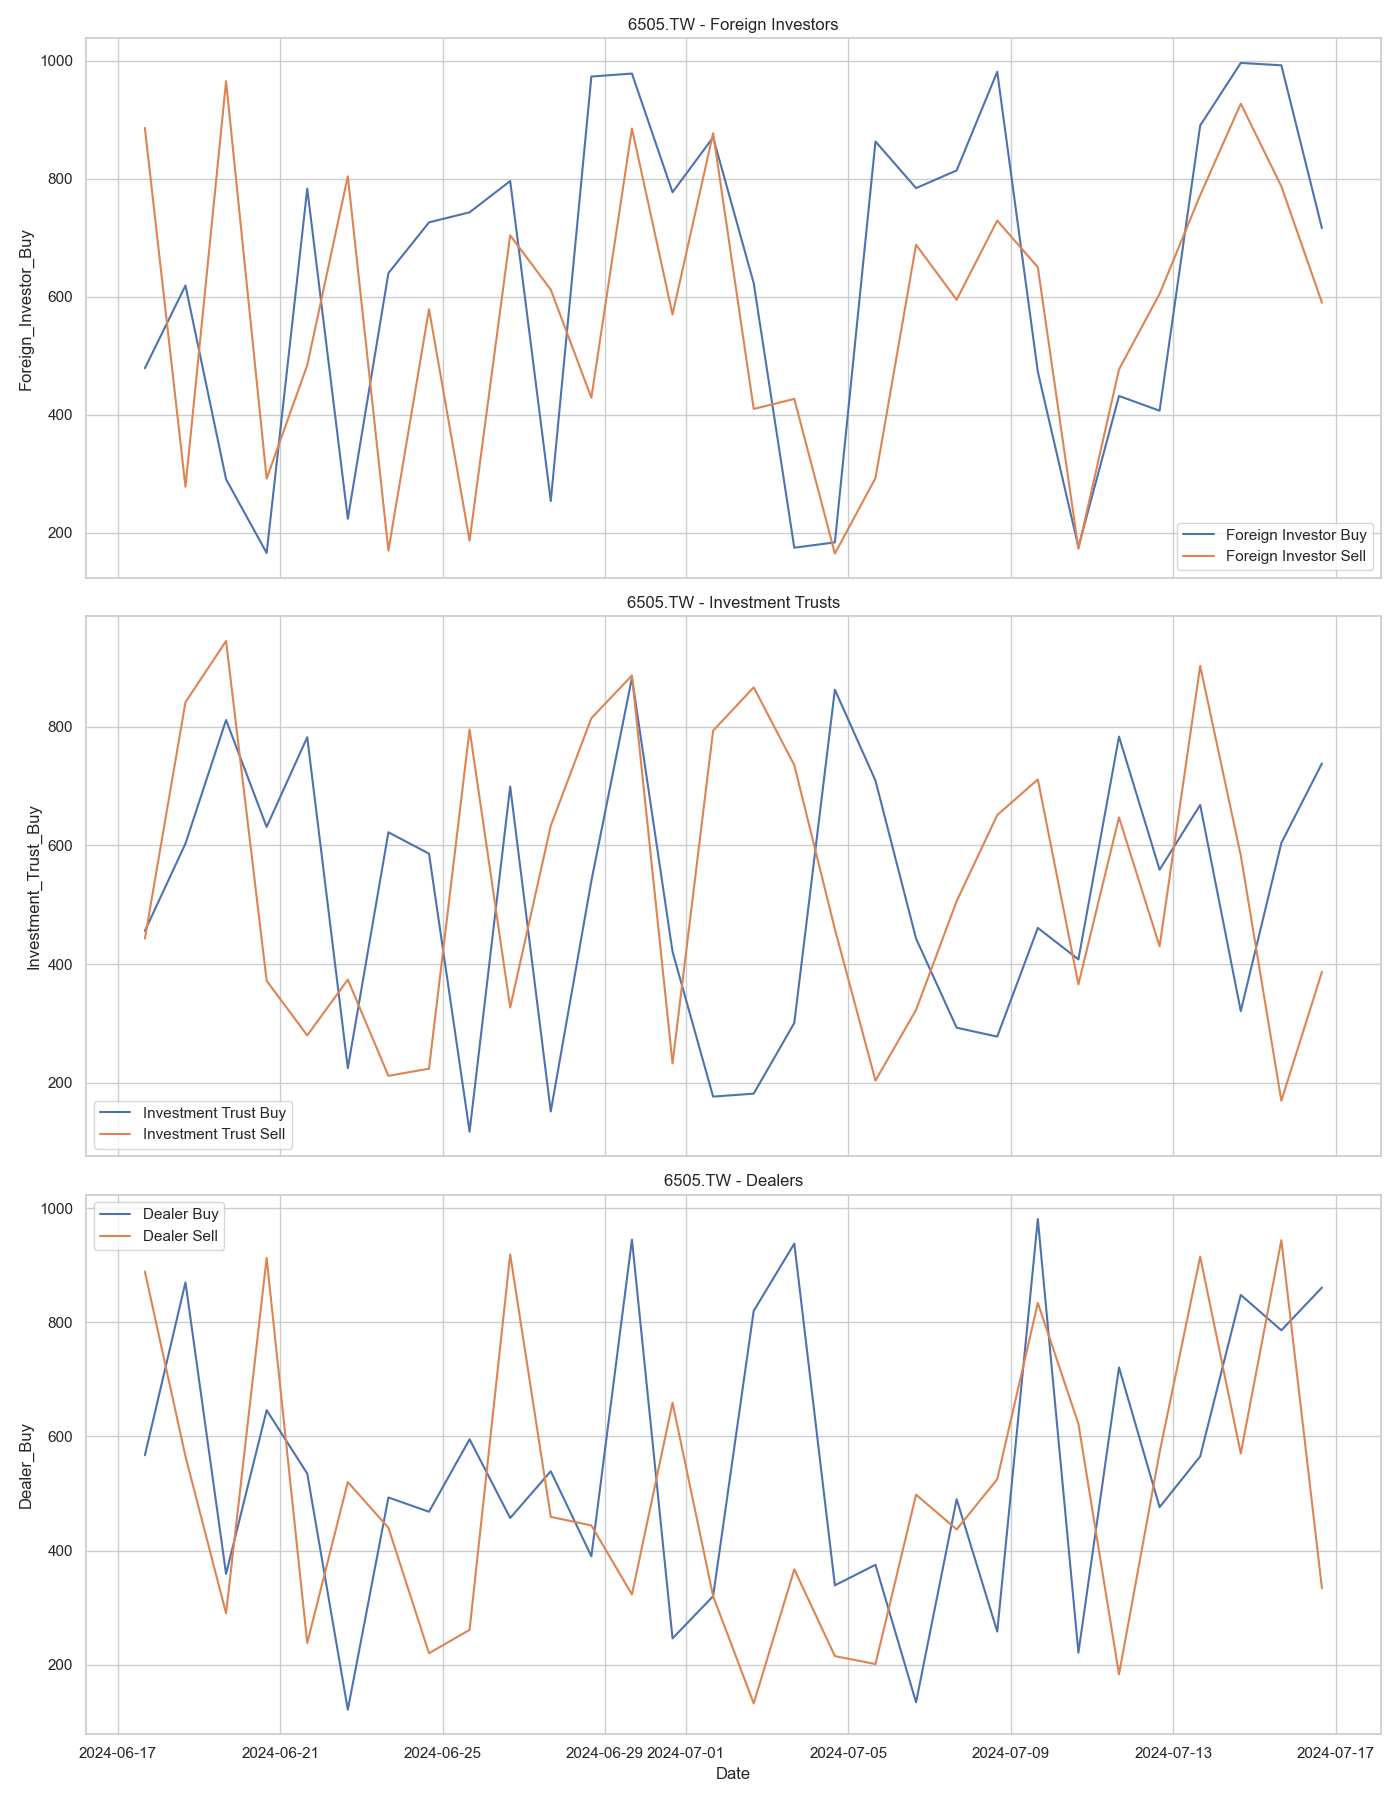 6505.TW - Foreign Investors
1000
800
600
400
200
Foreign_Investor_Buy
Foreign Investor Buy
Foreign Investor Sell
6505.TW - Investment Trusts
800
600
400
200
Investment_Trust_Buy
Investment Trust Buy
Investment Trust Sell
6505.TW - Dealers
1000
800
600
400
200
Dealer_Buy
Dealer Buy
Dealer Sell
2024-06-17 2024-06-21 2024-06-25 2024-06-29 2024-07-01 2024-07-05 2024-07-09 2024-07-13 2024-07-17
Date